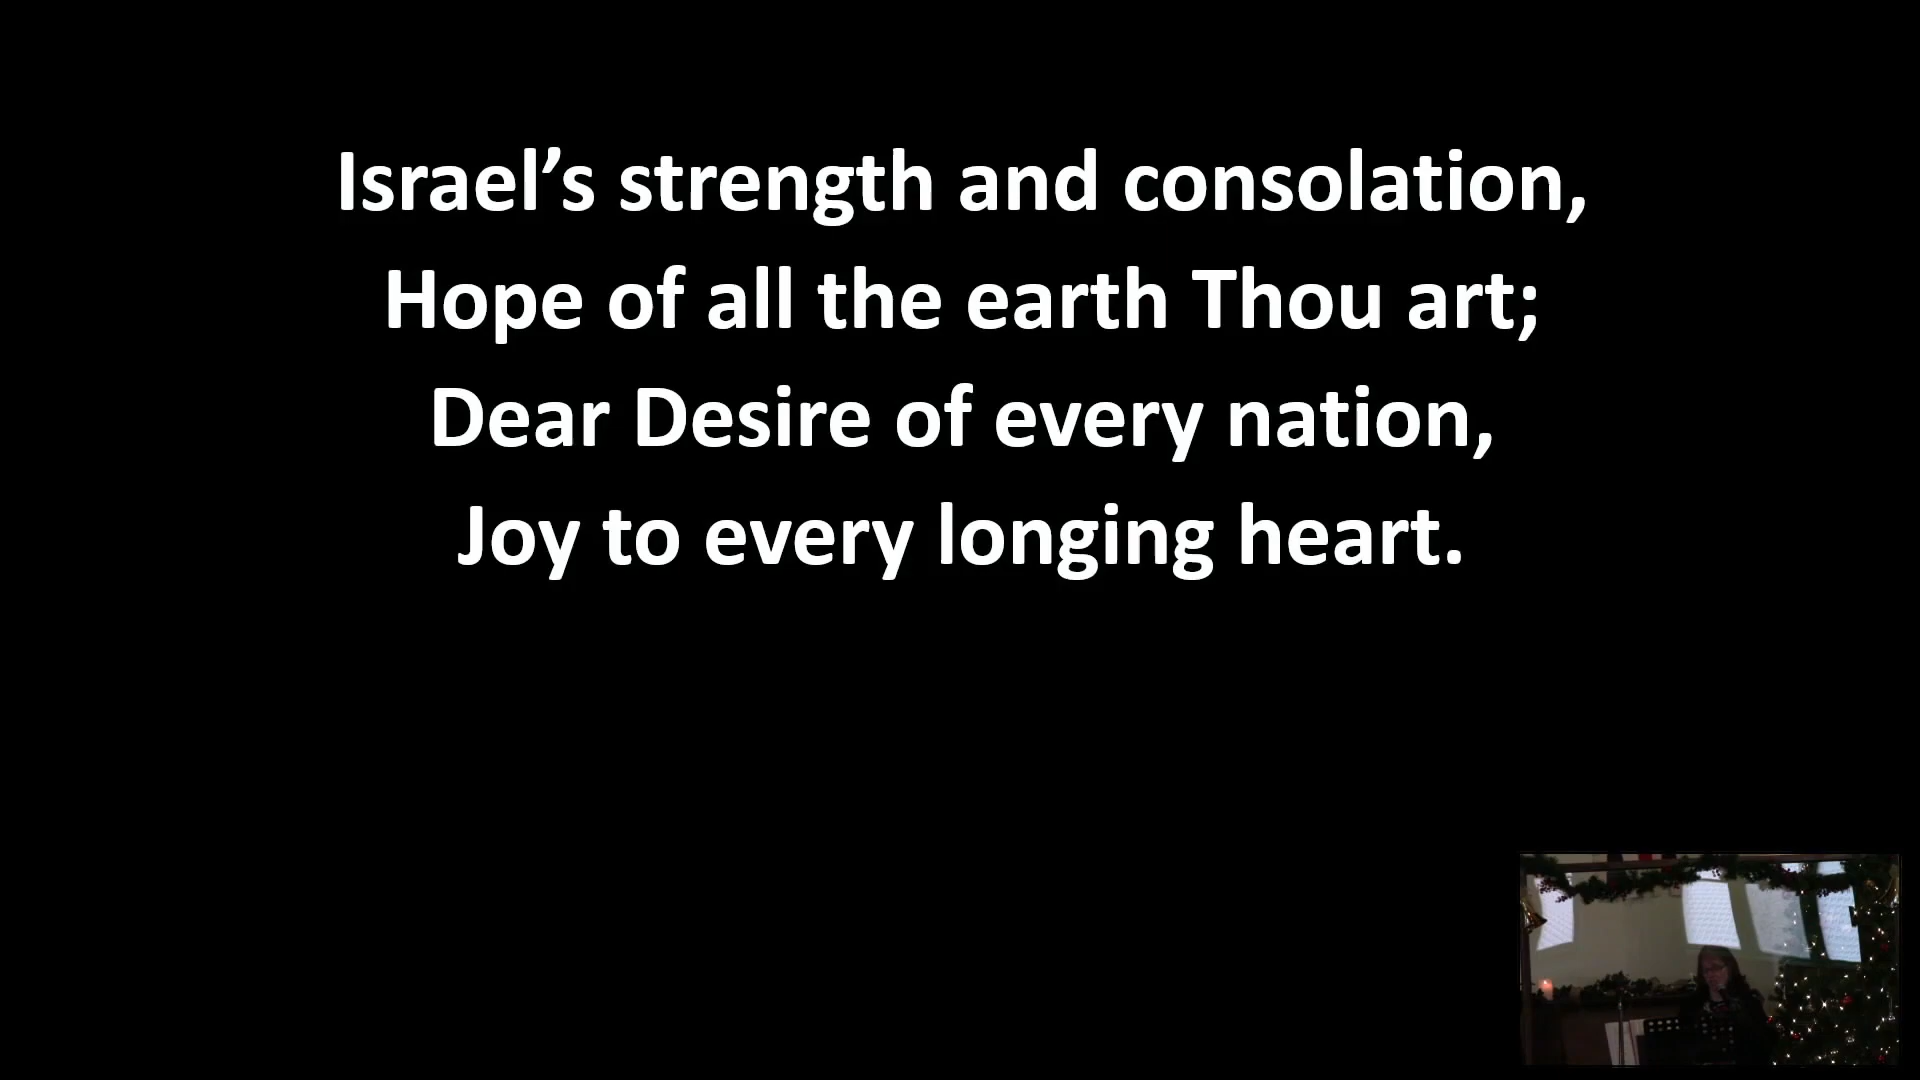 Israel’s strength and consolation,
Hope of all the earth Thou art;
Dear Desire of every nation,
Joy to every longing heart.